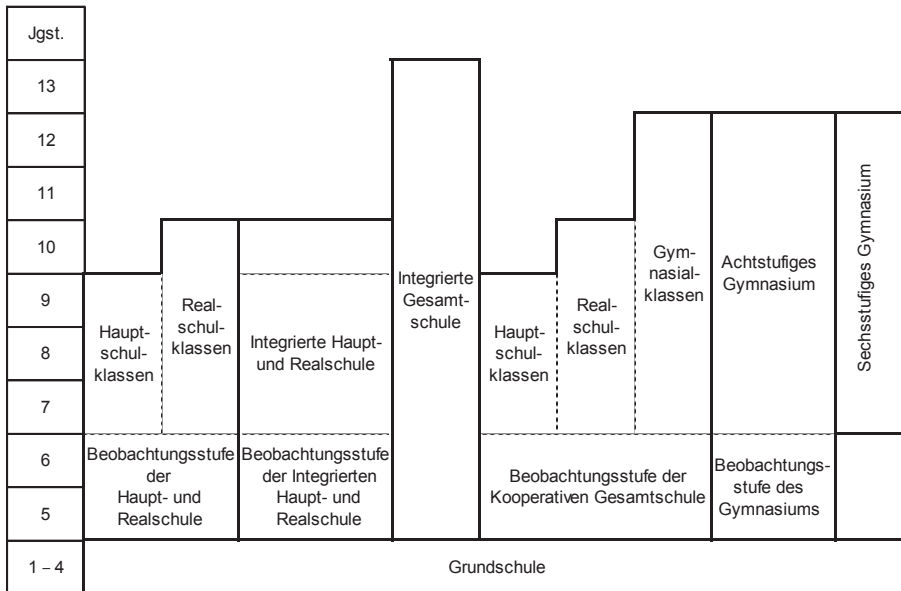 Jgst.
13
12
11
10
9
8
7
6
5
1 – 4
Haupt-
schul-
klassen
Real-
schul-
klassen
Integrierte Haupt-
und Realschule
Integrierte
Gesamt-
schule
Haupt-
schul-
klassen
Real-
schul-
klassen
Gym-
nasial-
klassen
Achtstufiges
Gymnasium
Sechsstufiges Gymnasium
Beobachtungsstufe
der
Haupt- und
Realschule
Beobachtungsstufe
der Integrierten
Haupt- und
Realschule
Beobachtungsstufe der
Kooperativen Gesamtschule
Beobachtungs-
stufe des
Gymnasiums
Grundschule